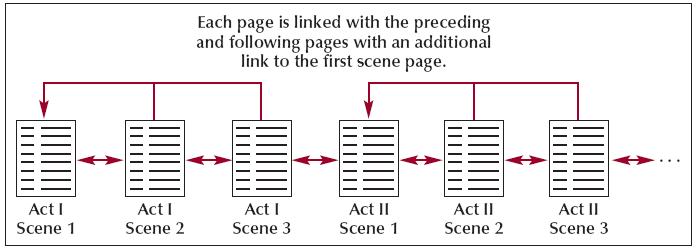 Each page is linked with the preceding
and following pages with an additional
link to the first scene page.
Act I
Scene 1
Act I
Scene 2
Act I
Scene 3
Act II
Scene 1
Act II
Scene 2
Act II
Scene 3
...